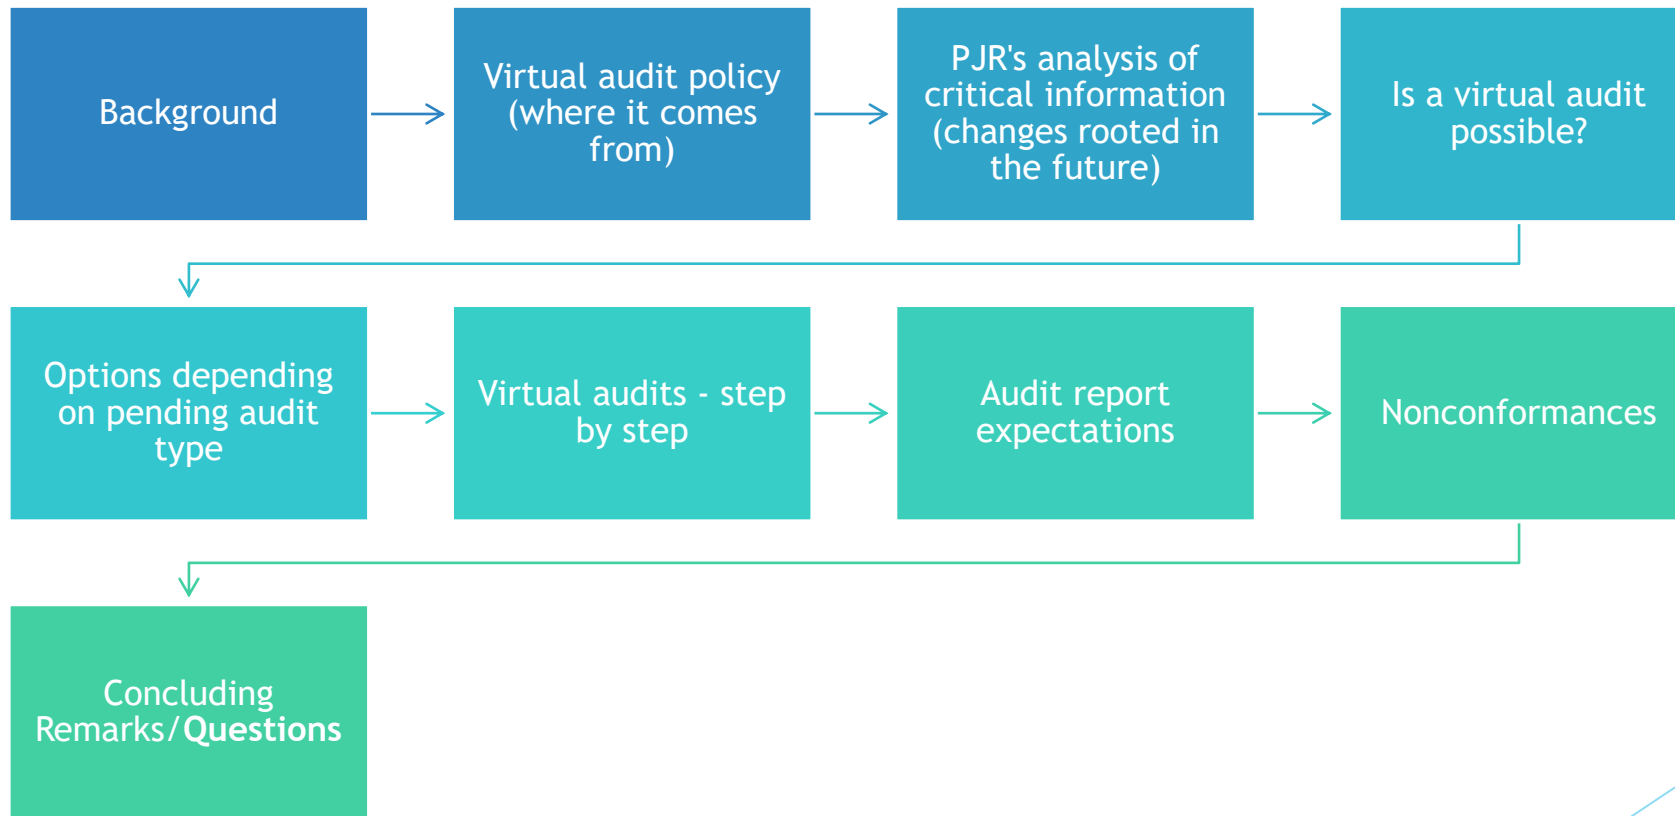 Background
Virtual audit policy
(where it comes
from)
PJR's analysis of
critical information
(changes rooted in
the future)
Is a virtual audit
possible?
Options depending
on pending audit
type
Virtual audits - step
by step
Audit report
expectations
Nonconformances
Concluding
Remarks/Questions